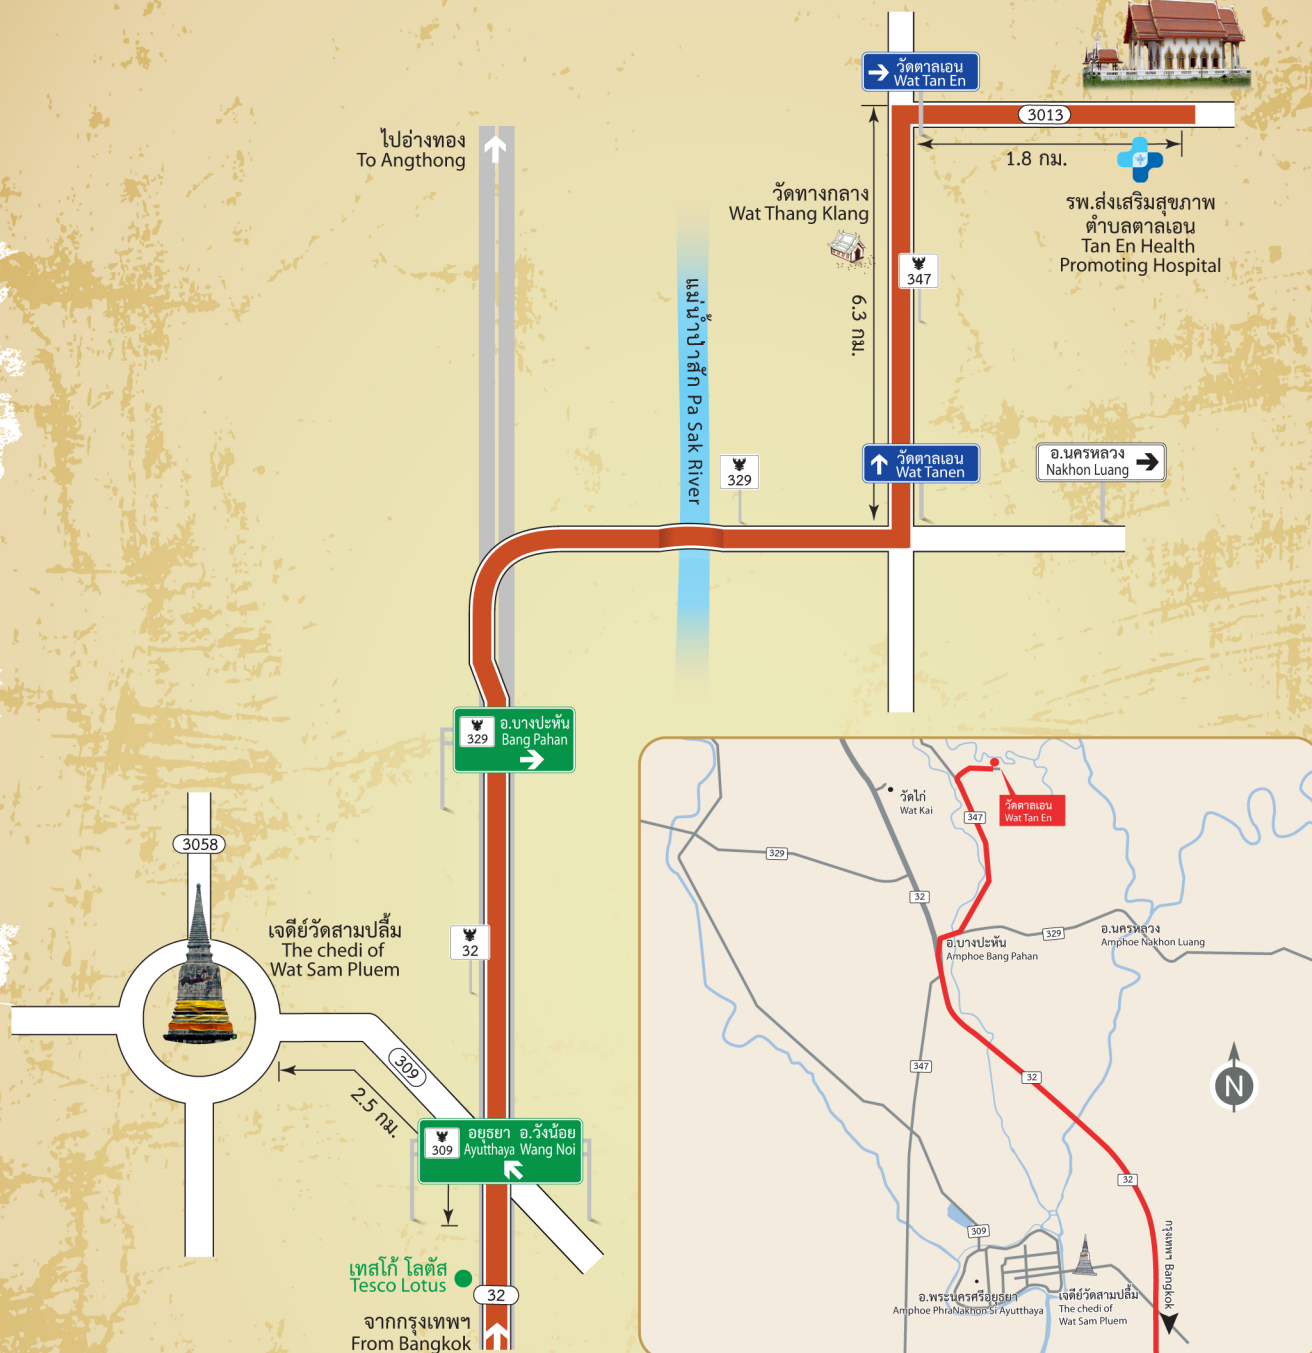 วัดตาลเอน
Wat Tan En
3013
1.8 กม.
ไปอ่างทอง
To Angthong
วัดทางกลาง
Wat Thang Klang
รพ.ส่งเสริมสุขภาพ
ตำบลตาลเอน
Tan En Health
Promoting Hospital
347
6.3 กม.
แม่น้ำป่าสัก Pa Sak River
329
วัดตาลเอน
Wat Tanen
อ.นครหลวง
Nakhon Luang
329
อ.บางปะหัน
Bang Pahan
3058
เจดีย์วัดสามปลื้ม
The chedi of
Wat Sam Pluem
32
309
2.5 กม.
309
อยุธยา อ.วังน้อย
Ayutthaya Wang Noi
เทสโก้ โลตัส
Tesco Lotus
32
จากกรุงเทพฯ
From Bangkok
วัดไก่
Wat Kai
วัดตาลเอน
Wat Tan En
347
329
32
329
อ.นครหลวง
Amphoe Nakhon Luang
อ.บางปะหัน
Amphoe Bang Pahan
347
32
N
32
309
กรุงเทพฯ Bangkok
อ.พระนครศรีอยุธยา
Amphoe PhraNakhon Si Ayutthaya
เจดีย์วัดสามปลื้ม
The chedi of
Wat Sam Pluem